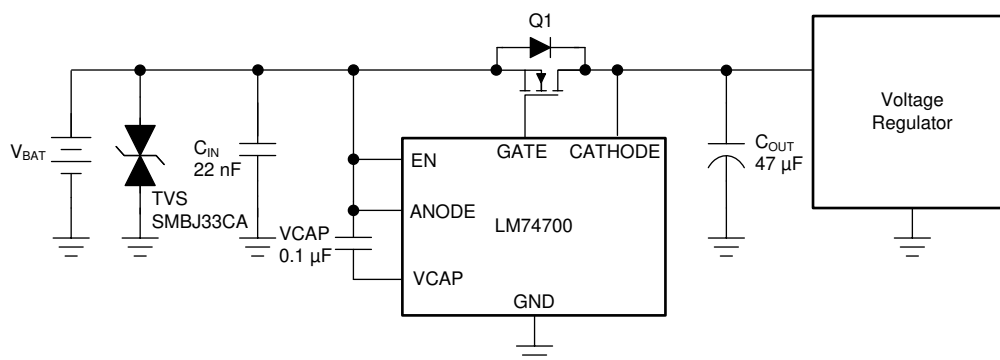 Q1
V_BAT
TVS
SMBJ33CA
C_IN
22 nF
VCAP
0.1 µF
EN
ANODE
VCAP
GATE
CATHODE
LM74700
GND
C_OUT
47 µF
Voltage
Regulator